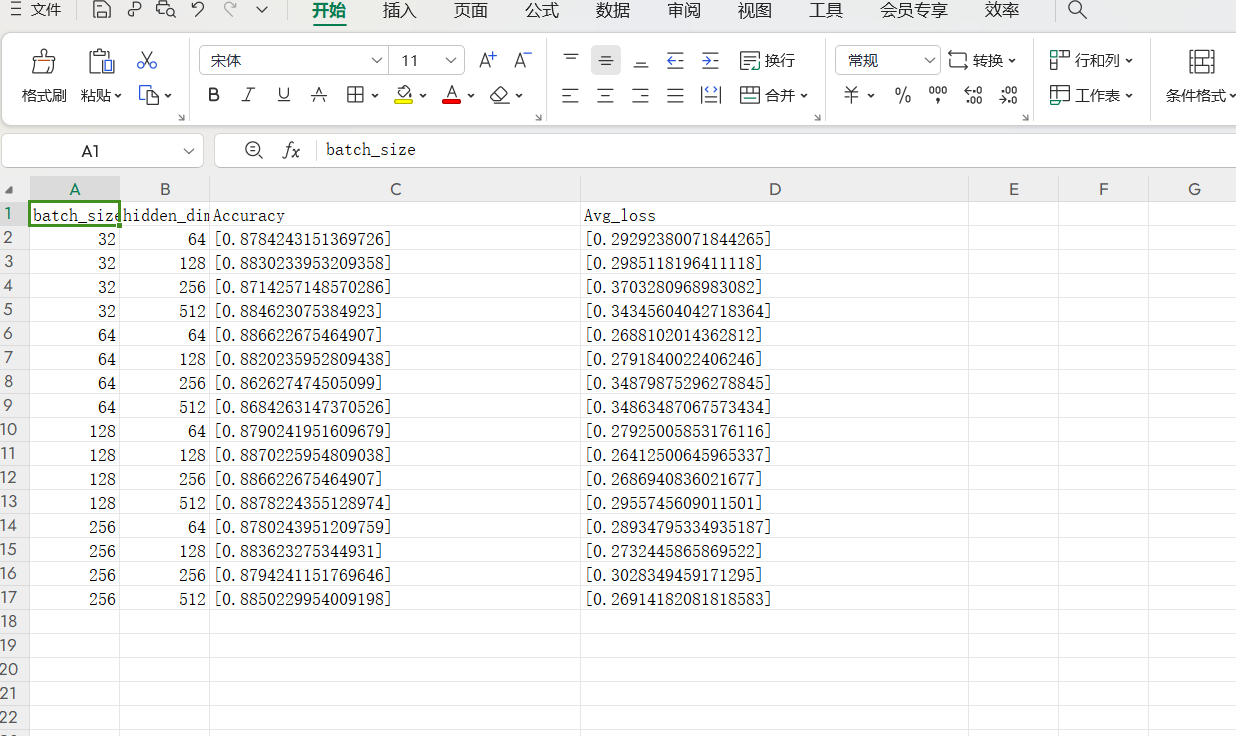 文件 开始 插入 页面 公式 数据 审阅 视图 工具 会员专享 效率
宋体 11 换行 常规 转换 行和列
格式刷 粘贴 B I U A A 合并 羊 % 工作表 条件格式
A1 fx batch_size
A B C D E F G
1 batch_size hidden_dim Accuracy Avg_loss
2 32 64 [0.8784243151369726] [0.29292380071844265]
3 32 128 [0.8830233953209358] [0.2985118196411118]
4 32 256 [0.8714257148570286] [0.3703280968983082]
5 32 512 [0.884623075384923] [0.34345604042718364]
6 64 64 [0.886622675464907] [0.2688102014362812]
7 64 128 [0.8820235952809438] [0.2791840022406246]
8 64 256 [0.862627474505099] [0.34879875296278845]
9 64 512 [0.8684263147370526] [0.34863487067573434]
10 128 64 [0.8790241951609679] [0.27925005853176116]
11 128 128 [0.8870225954809038] [0.26412500645965337]
12 128 256 [0.886622675464907] [0.2686940836021677]
13 128 512 [0.8878224355128974] [0.2955745609011501]
14 256 64 [0.8780243951209759] [0.28934795334935187]
15 256 128 [0.883623275344931] [0.2732445865869522]
16 256 256 [0.8794241151769646] [0.3028349459171295]
17 256 512 [0.8850229954009198] [0.26914182081818583]
18
19
20
21
22